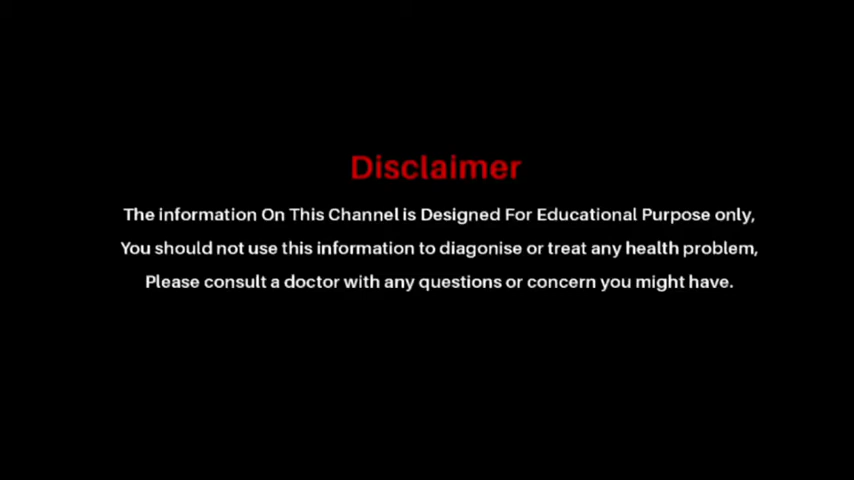 Disclaimer
The information On This Channel is Designed For Educational Purpose only,
You should not use this information to diagonise or treat any health problem,
Please consult a doctor with any questions or concern you might have.